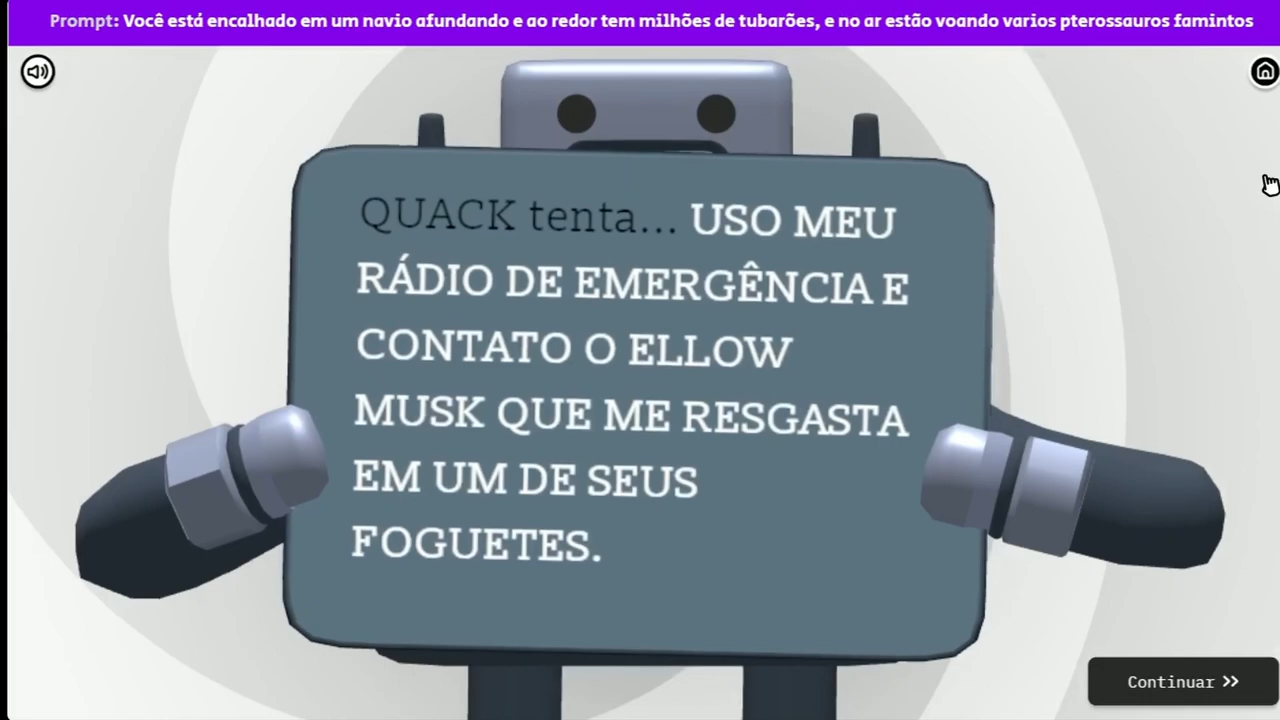 Prompt: Você está encalhado em um navio afundando e ao redor tem milhões de tubarões, e no ar estão voando varios pterossauros famintos
QUACK tenta... USO MEU
RÁDIO DE EMERGÊNCIA E
CONTATO O ELLOW
MUSK QUE ME RESGASTA
EM UM DE SEUS
FOGUETES.
Continuar >>